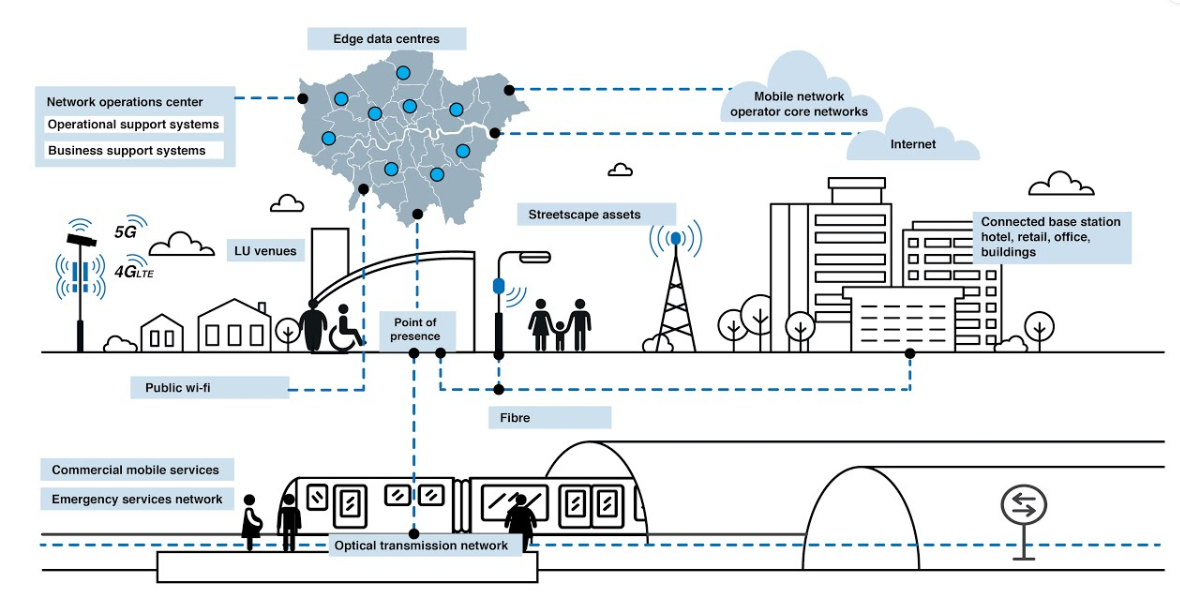 Edge data centres
Network operations center
Operational support systems
Business support systems
Mobile network
operator core networks
Internet
Streetscape assets
Connected base station
hotel, retail, office,
buildings
5G
4GLTE
LU venues
Point of
presence
Public wi-fi
Fibre
Commercial mobile services
Emergency services network
Optical transmission network